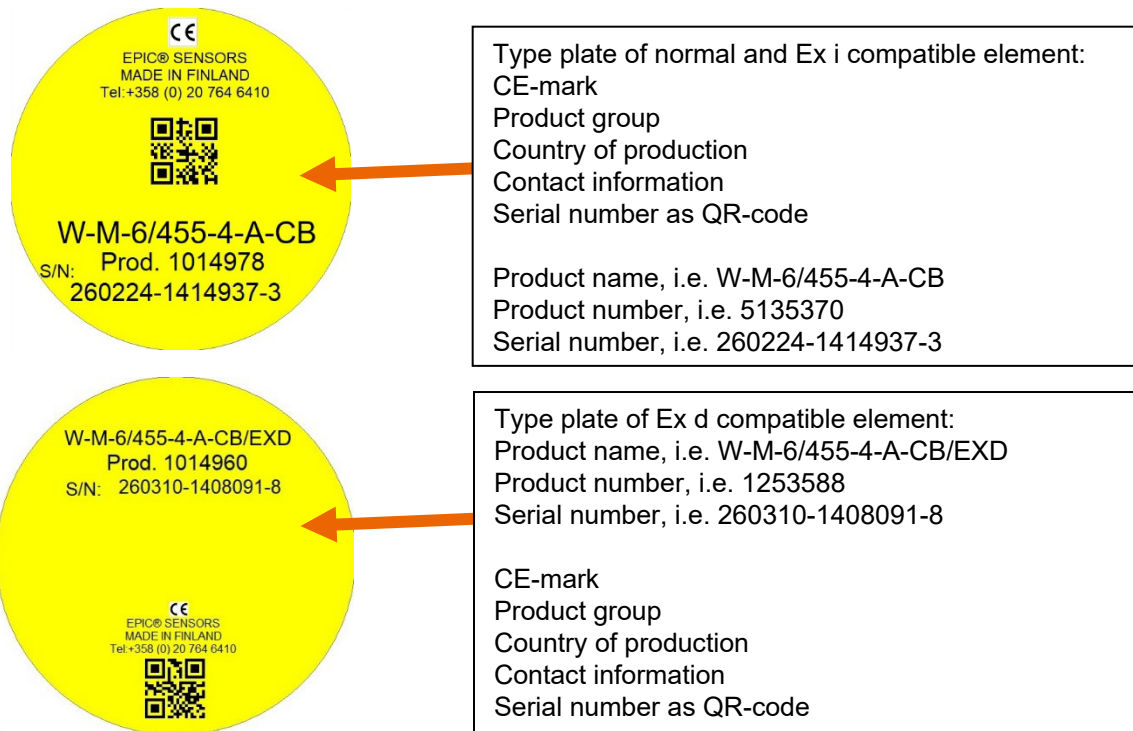 CE
EPIC® SENSORS
MADE IN FINLAND
Tel:+358 (0) 20 764 6410
W-M-6/455-4-A-CB
Prod. 1014978
S/N:
260224-1414937-3
Type plate of normal and Ex i compatible element:
CE-mark
Product group
Country of production
Contact information
Serial number as QR-code
Product name, i.e. W-M-6/455-4-A-CB
Product number, i.e. 5135370
Serial number, i.e. 260224-1414937-3
W-M-6/455-4-A-CB/EXD
Prod. 1014960
S/N: 260310-1408091-8
CE
EPIC® SENSORS
MADE IN FINLAND
Tel:+358 (0) 20 764 6410
Type plate of Ex d compatible element:
Product name, i.e. W-M-6/455-4-A-CB/EXD
Product number, i.e. 1253588
Serial number, i.e. 260310-1408091-8
CE-mark
Product group
Country of production
Contact information
Serial number as QR-code